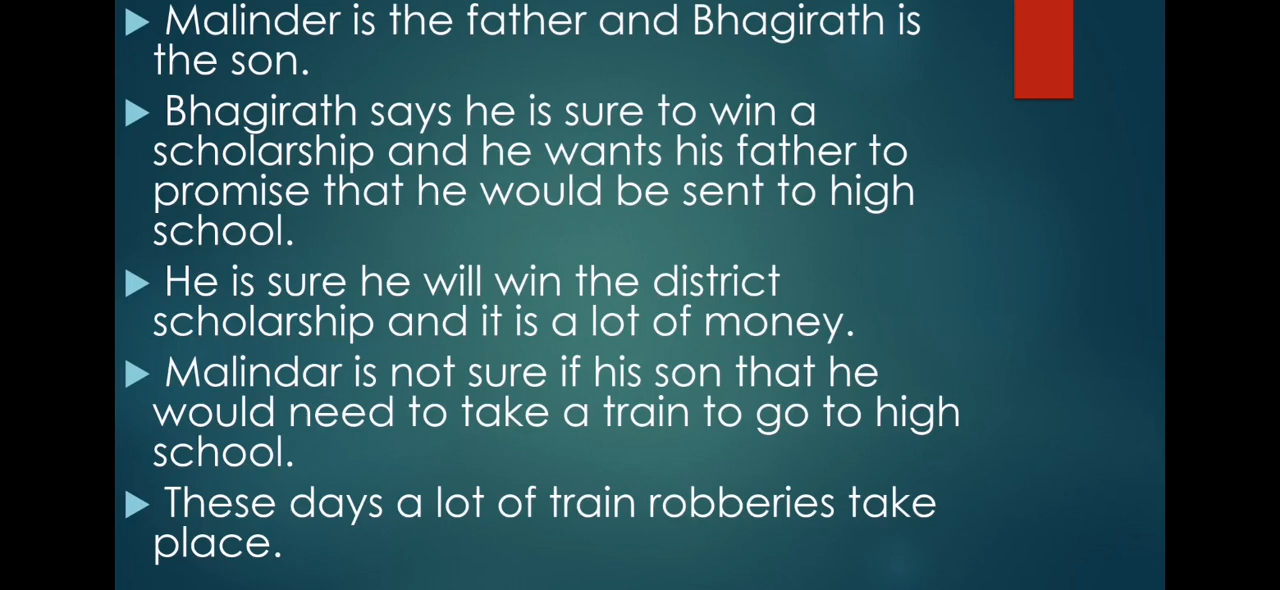 Malinder is the father and Bhagirath is
the son.
Bhagirath says he is sure to win a
scholarship and he wants his father to
promise that he would be sent to high
school.
He is sure he will win the district
scholarship and it is a lot of money.
Malindar is not sure if his son that he
would need to take a train to go to high
school.
These days a lot of train robberies take
place.